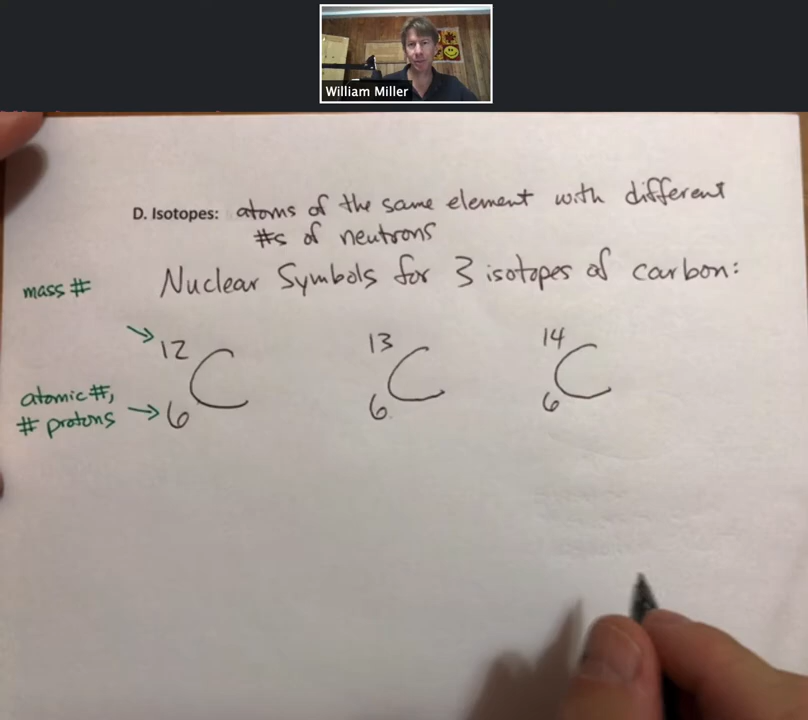 William Miller
D. Isotopes: atoms of the same element with different
#s of neutrons
Nuclear Symbols for 3 isotopes of carbon:
mass #
12 C 13 C 14 C
atomic #,
# protons
6 6 6